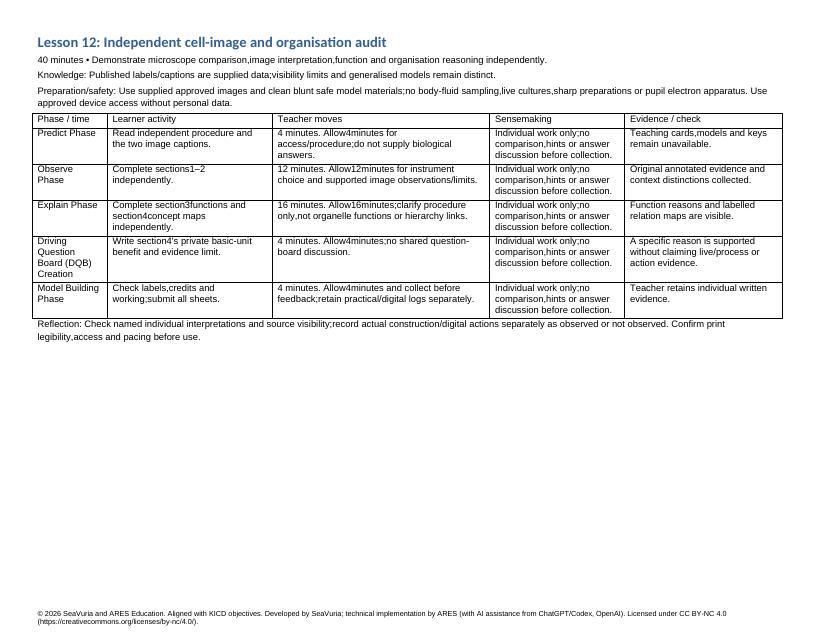 Lesson 12: Independent cell-image and organisation audit
40 minutes • Demonstrate microscope comparison,image interpretation,function and organisation reasoning independently.
Knowledge: Published labels/captions are supplied data;visibility limits and generalised models remain distinct.
Preparation/safety: Use supplied approved images and clean blunt safe model materials;no body-fluid sampling,live cultures,sharp preparations or pupil electron apparatus. Use
approved device access without personal data.
Phase / time
Learner activity
Teacher moves
Sensemaking
Evidence / check
Predict Phase
Read independent procedure and
the two image captions.
4 minutes. Allow4minutes for
access/procedure;do not supply biological
answers.
Individual work only;no
comparison,hints or answer
discussion before collection.
Teaching cards,models and keys
remain unavailable.
Observe
Phase
Complete sections1–2
independently.
12 minutes. Allow12minutes for instrument
choice and supported image observations/limits.
Individual work only;no
comparison,hints or answer
discussion before collection.
Original annotated evidence and
context distinctions collected.
Explain Phase
Complete section3functions and
section4concept maps
independently.
16 minutes. Allow16minutes;clarify procedure
only,not organelle functions or hierarchy links.
Individual work only;no
comparison,hints or answer
discussion before collection.
Function reasons and labelled
relation maps are visible.
Driving
Question
Board (DQB)
Creation
Write section4's private basic-unit
benefit and evidence limit.
4 minutes. Allow4minutes;no shared question-
board discussion.
Individual work only;no
comparison,hints or answer
discussion before collection.
A specific reason is supported
without claiming live/process or
action evidence.
Model Building
Phase
Check labels,credits and
working;submit all sheets.
4 minutes. Allow4minutes and collect before
feedback;retain practical/digital logs separately.
Individual work only;no
comparison,hints or answer
discussion before collection.
Teacher retains individual written
evidence.
Reflection: Check named individual interpretations and source visibility;record actual construction/digital actions separately as observed or not observed. Confirm print
legibility,access and pacing before use.
© 2026 SeaVuria and ARES Education. Aligned with KICD objectives. Developed by SeaVuria; technical implementation by ARES (with AI assistance from ChatGPT/Codex, OpenAI). Licensed under CC BY-NC 4.0
(https://creativecommons.org/licenses/by-nc/4.0/).